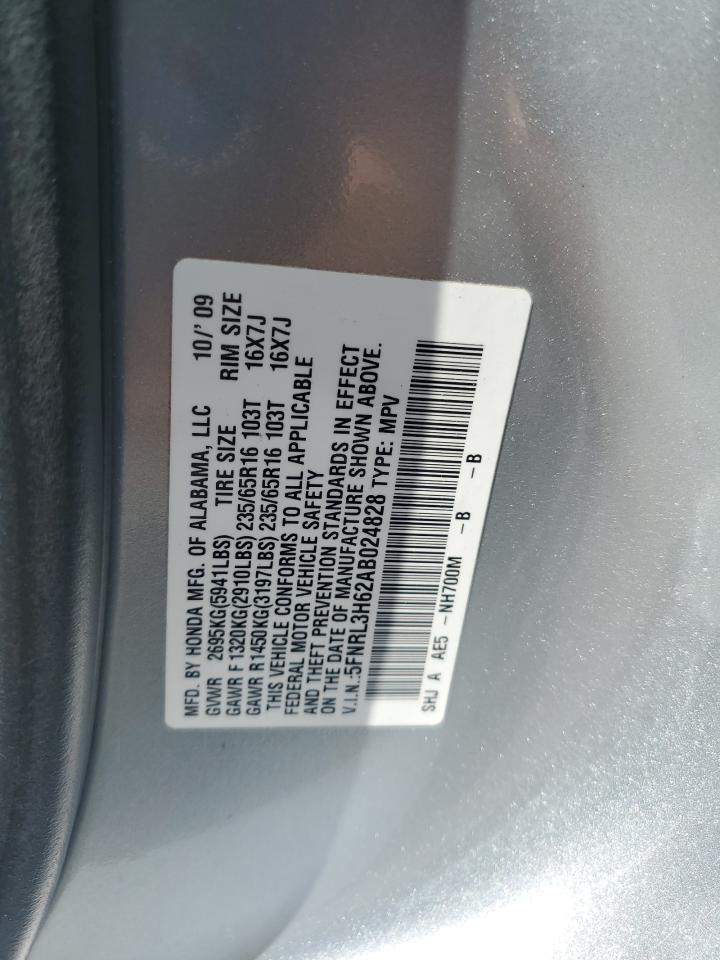 MFD. BY HONDA MFG. OF ALABAMA, LLC 10/' 09
GVWR 2695KG(5941LBS) TIRE SIZE RIM SIZE
GAWR F 1320KG(2910LBS) 235/65R16 103T 16X7J
GAWR R1450KG(3197LBS) 235/65R16 103T 16X7J
THIS VEHICLE CONFORMS TO ALL APPLICABLE
FEDERAL MOTOR VEHICLE SAFETY
AND THEFT PREVENTION STANDARDS IN EFFECT
ON THE DATE OF MANUFACTURE SHOWN ABOVE.
V.I.N.:5FNRL3H62AB024828 TYPE: MPV
SHJ A AE5 -NH700M -B -B